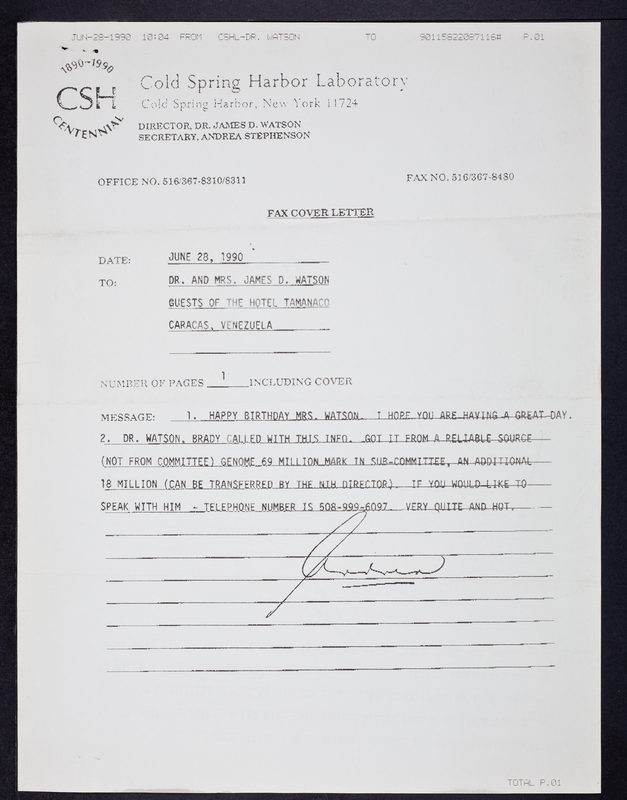 JUN-28-1990 10:04 FROM CSHL-DR. WATSON TO 90115822087116# P.01
1890-1990
CSH
CENTENNIAL
Cold Spring Harbor Laboratory
Cold Spring Harbor, New York 11724
DIRECTOR, DR. JAMES D. WATSON
SECRETARY, ANDREA STEPHENSON
OFFICE NO. 516/367-8310/8311 FAX NO. 516/367-8480
FAX COVER LETTER
DATE: JUNE 28, 1990
TO: DR. AND MRS. JAMES D. WATSON
GUESTS OF THE HOTEL TAMANACO
CARACAS, VENEZUELA
NUMBER OF PAGES 1 INCLUDING COVER
MESSAGE: 1. HAPPY BIRTHDAY MRS. WATSON. I HOPE YOU ARE HAVING A GREAT DAY.
2. DR. WATSON, BRADY CALLED WITH THIS INFO. GOT IT FROM A RELIABLE SOURCE
(NOT FROM COMMITTEE) GENOME 69 MILLION MARK IN SUB-COMMITTEE, AN ADDITIONAL
18 MILLION (CAN BE TRANSFERRED BY THE NIH DIRECTOR). IF YOU WOULD LIKE TO
SPEAK WITH HIM - TELEPHONE NUMBER IS 508-999-6097. VERY QUITE AND HOT.
Andrea
TOTAL P.01